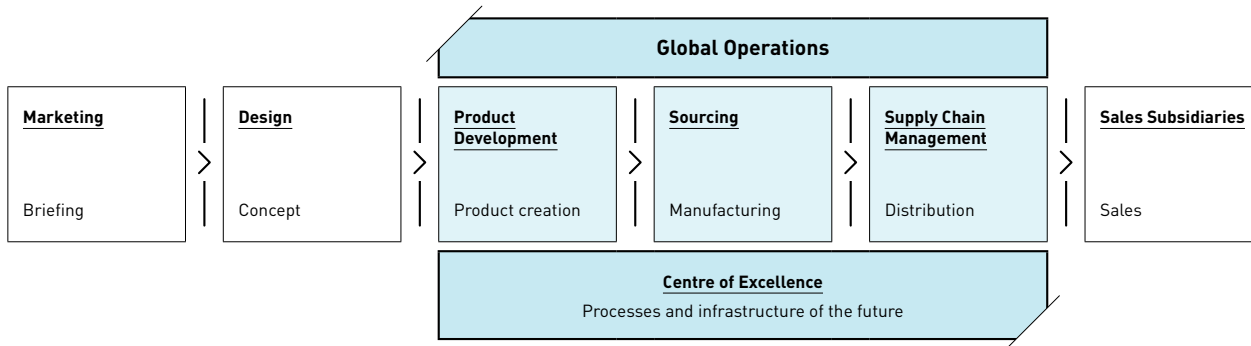 Global Operations
Marketing
Briefing
Design
Concept
Product
Development
Product creation
Sourcing
Manufacturing
Supply Chain
Management
Distribution
Sales Subsidiaries
Sales
Centre of Excellence
Processes and infrastructure of the future